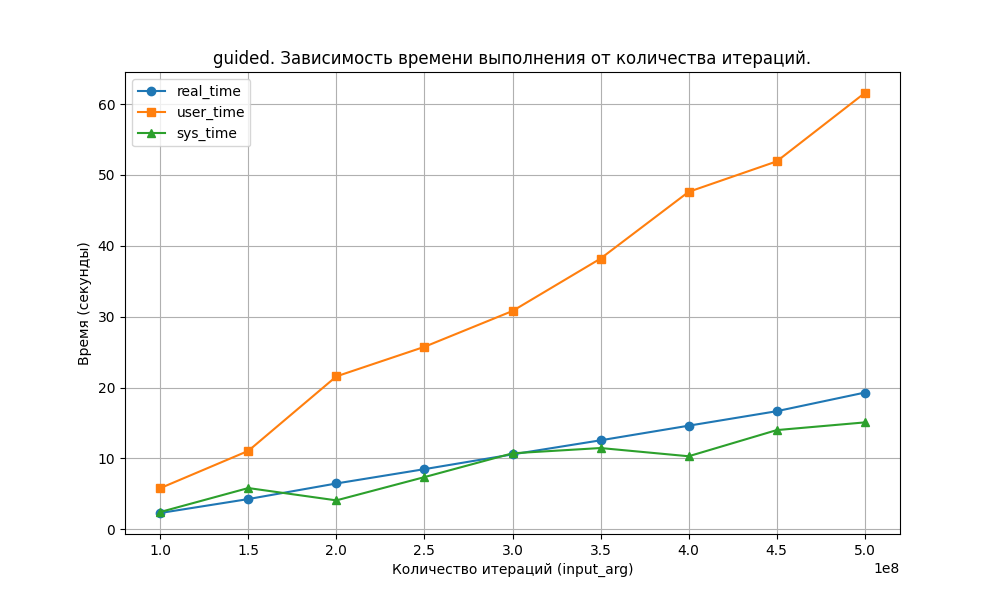 guided. Зависимость времени выполнения от количества итераций.
real_time
user_time
sys_time
Время (секунды)
60
50
40
30
20
10
0
1.0 1.5 2.0 2.5 3.0 3.5 4.0 4.5 5.0
1e8
Количество итераций (input_arg)